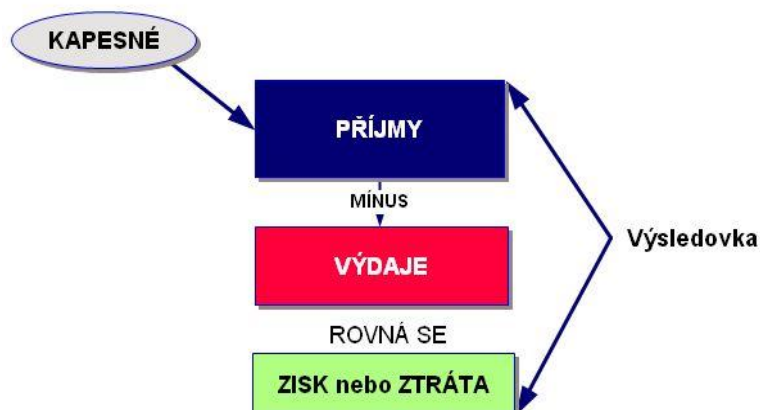 KAPESNÉ
PŘÍJMY
MÍNUS
VÝDAJE
Výsledovka
ROVNÁ SE
ZISK nebo ZTRÁTA